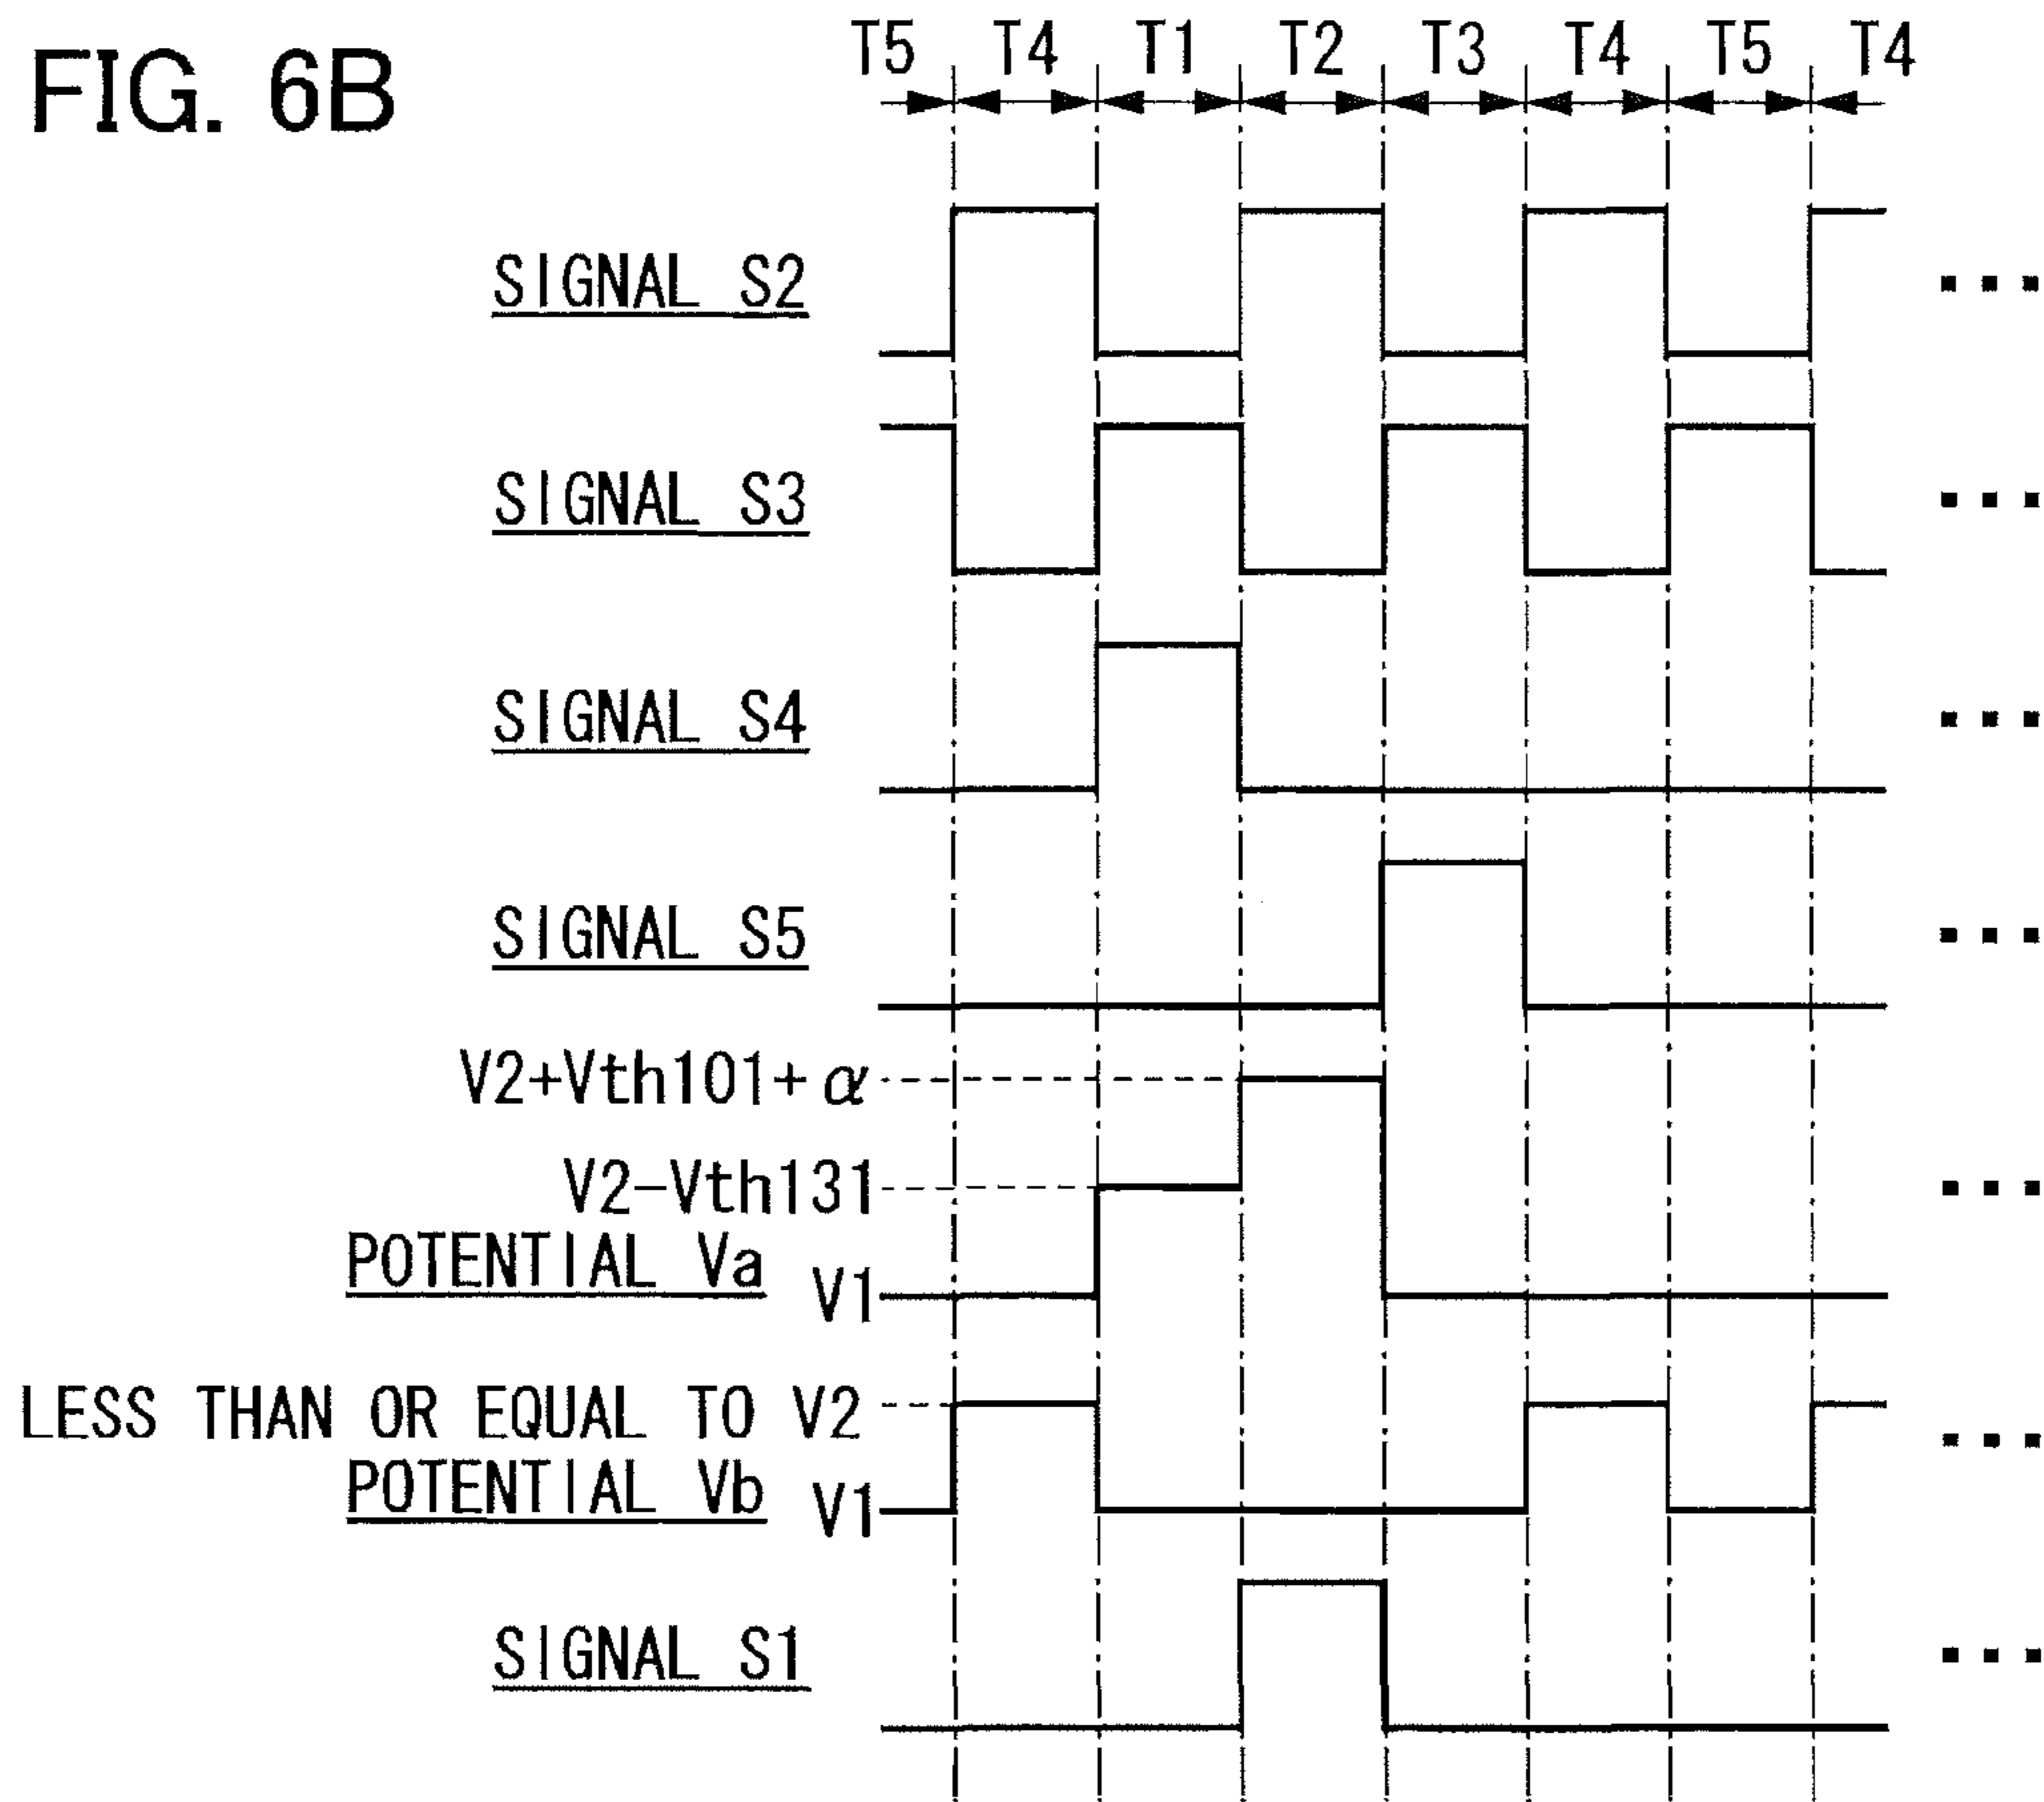 FIG. 6B
T5 T4 T1 T2 T3 T4 T5 T4
SIGNAL S2
SIGNAL S3
SIGNAL S4
SIGNAL S5
V2+Vth101+α
V2-Vth131
POTENTIAL Va V1
LESS THAN OR EQUAL TO V2
POTENTIAL Vb V1
SIGNAL S1